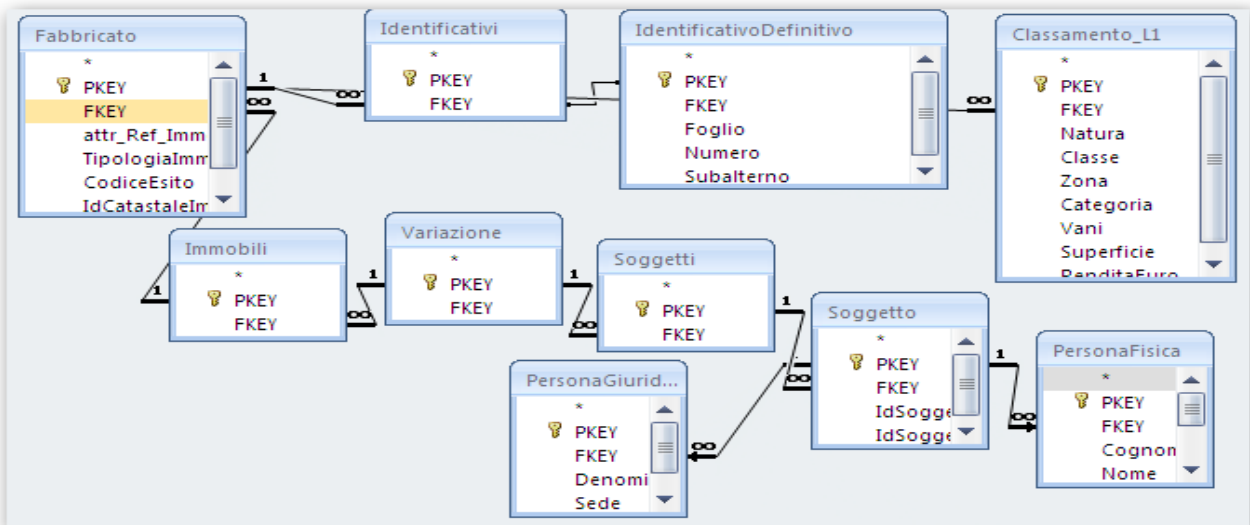 Fabbricato
*
PKEY
FKEY
attr_Ref_Imm
TipologiaImm
CodiceEsito
IdCatastaleIm
1
∞
Identificativi
*
PKEY
FKEY
∞
IdentificativoDefinitivo
*
PKEY
FKEY
Foglio
Numero
Subalterno
∞
Classamento_L1
*
PKEY
FKEY
Natura
Classe
Zona
Categoria
Vani
Superficie
RenditaEuro
Immobili
*
PKEY
FKEY
1
∞
Variazione
*
PKEY
FKEY
1
1
∞
Soggetti
*
PKEY
FKEY
1
∞
Soggetto
*
PKEY
FKEY
IdSogge
IdSogge
1
∞
PersonaGiurid...
*
PKEY
FKEY
Denomi
Sede
∞
PersonaFisica
*
PKEY
FKEY
Cognon
Nome